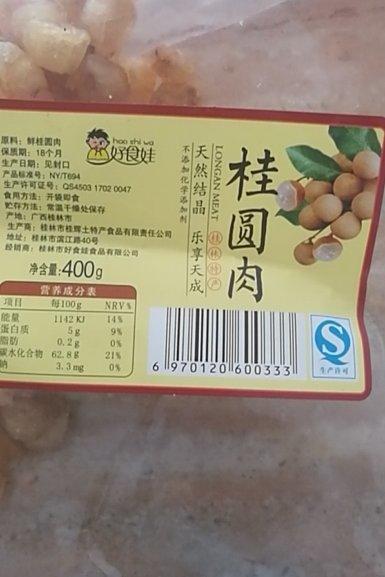 原料：鲜桂圆肉
保质期：18个月
生产日期：见封口
产品标准号：NY/T694
生产许可证号：QS4503 1702 0047
食用方法：开袋即食
贮存方法：常温干燥处保存
产地：广西桂林市
生产商：桂林市桂辉土特产食品有限责任公司
地址：桂林市滨江路40号
经销商：桂林市好食娃食品有限公司
净含量:400g
hao shi wa
好食娃
天然结晶 乐享天成
不添加化学添加剂
LONGAN MEAT
桂圆肉
桂林特产
营养成分表
项目 每100g NRV%
能量 1142 KJ 14%
蛋白质 5 g 9%
脂肪 0.2 g 0%
碳水化合物 62.8 g 21%
钠 3.3 mg 0%
6 970120 600333
S
生产许可